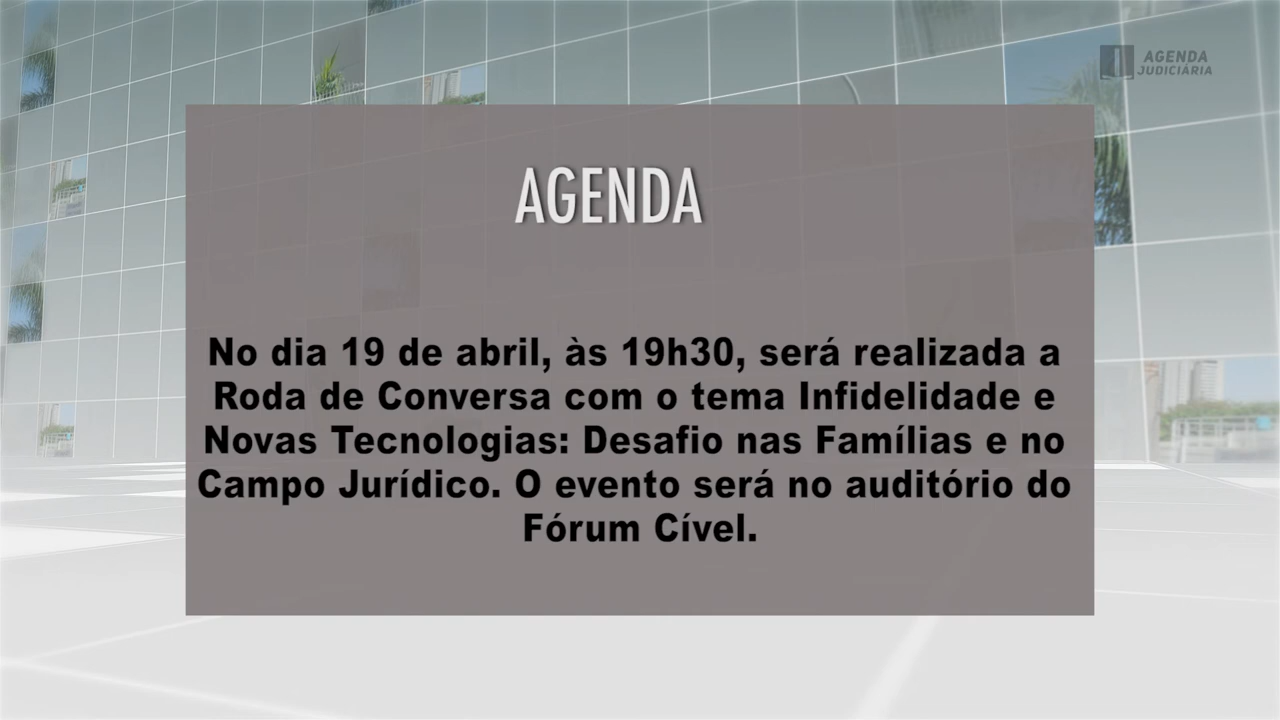 AGENDA
JUDICIÁRIA
AGENDA
No dia 19 de abril, às 19h30, será realizada a
Roda de Conversa com o tema Infidelidade e
Novas Tecnologias: Desafio nas Famílias e no
Campo Jurídico. O evento será no auditório do
Fórum Cível.